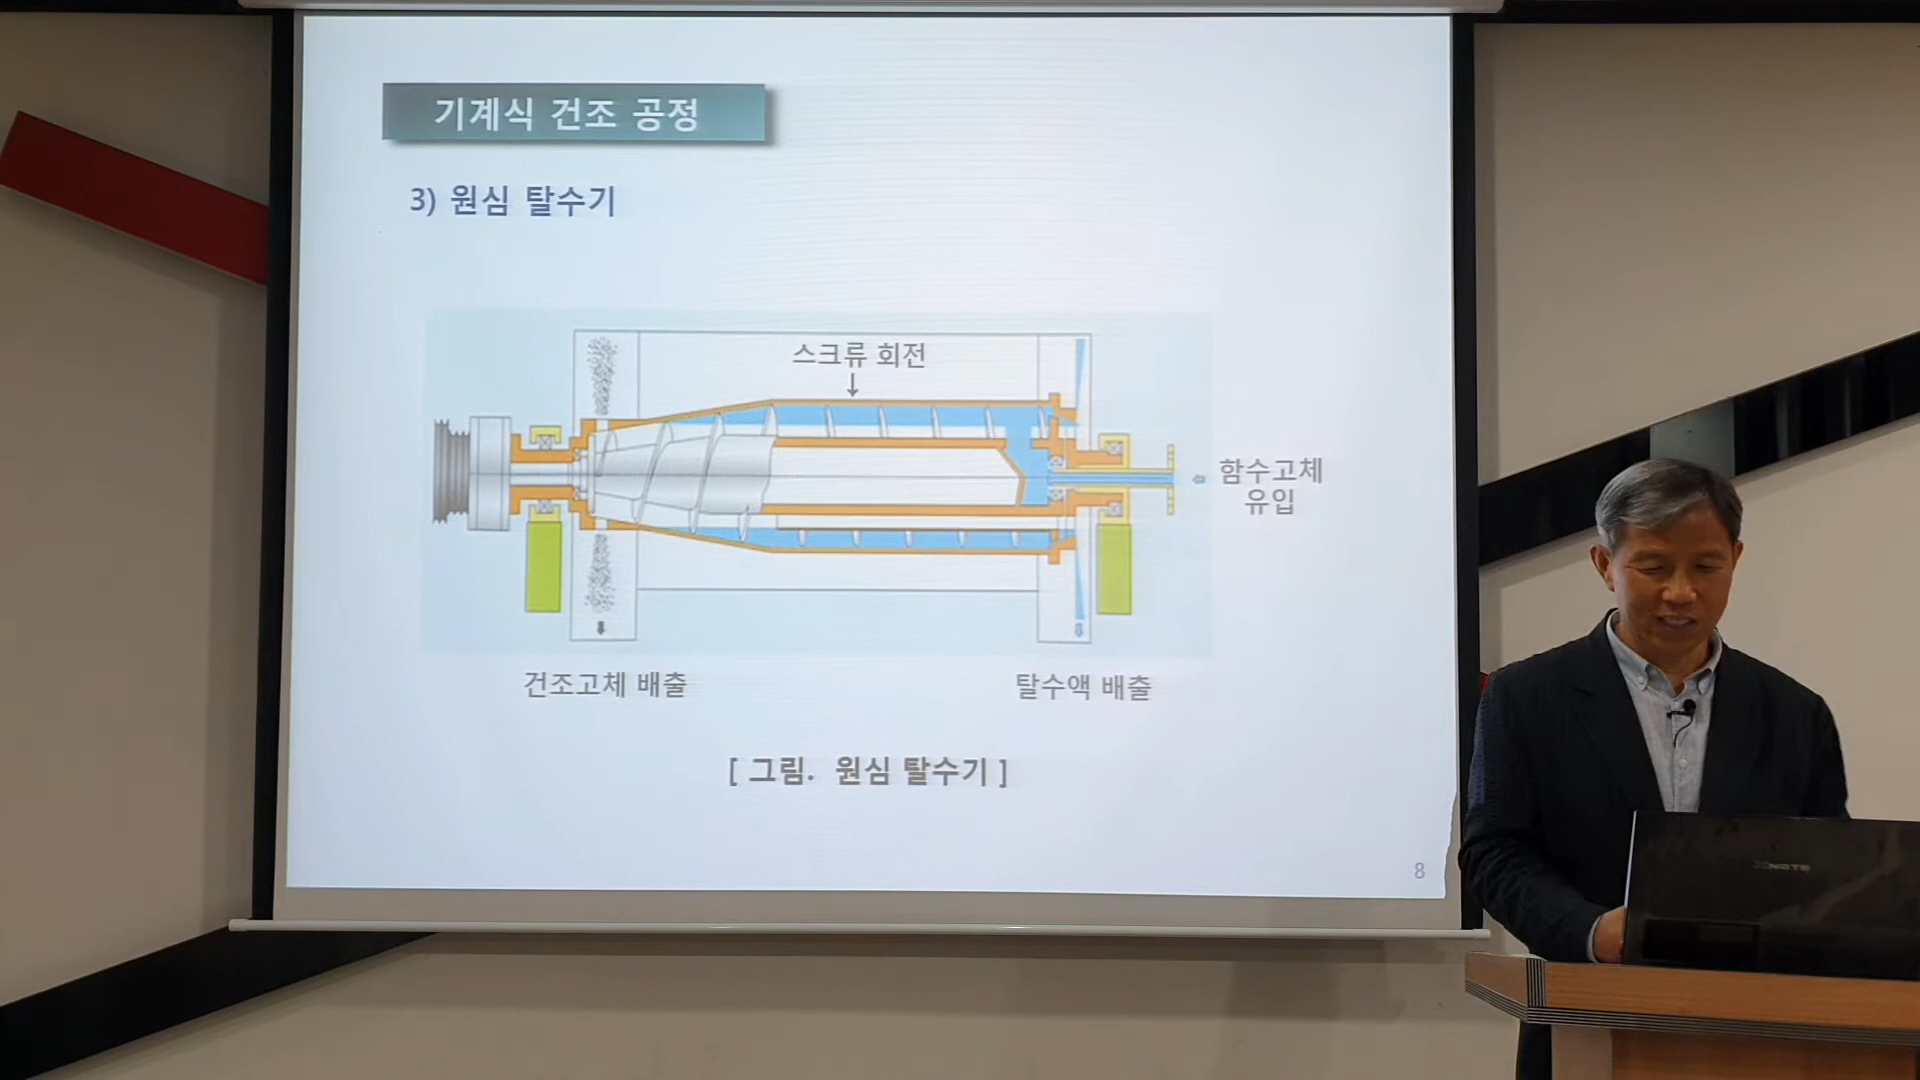 기계식 건조 공정
3) 원심 탈수기
스크류 회전
함수고체
유입
건조고체 배출
탈수액 배출
[ 그림. 원심 탈수기 ]
8